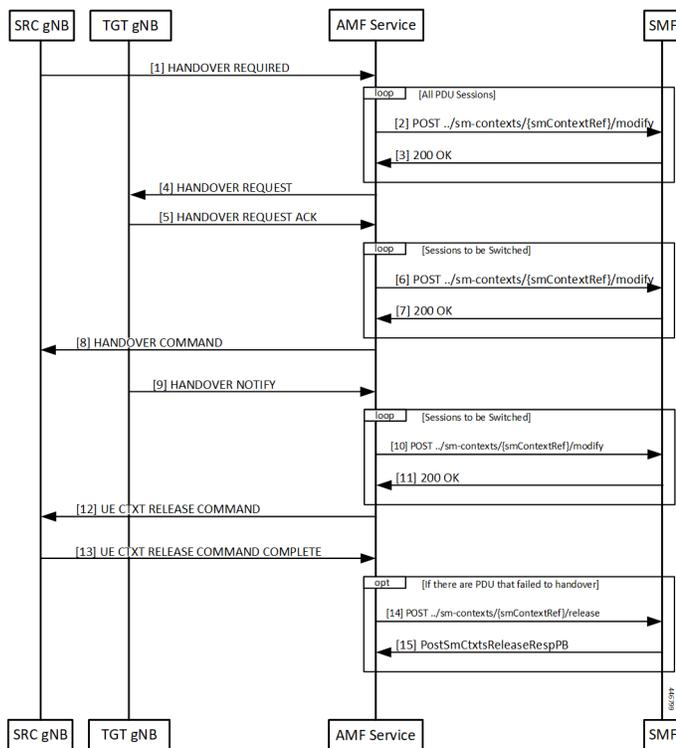 SRC gNB TGT gNB AMF Service SMF
[1] HANDOVER REQUIRED
loop [All PDU Sessions]
[2] POST ../sm-contexts/{smContextRef}/modify
[3] 200 OK
[4] HANDOVER REQUEST
[5] HANDOVER REQUEST ACK
loop [Sessions to be Switched]
[6] POST ../sm-contexts/{smContextRef}/modify
[7] 200 OK
[8] HANDOVER COMMAND
[9] HANDOVER NOTIFY
loop [Sessions to be Switched]
[10] POST ../sm-contexts/{smContextRef}/modify
[11] 200 OK
[12] UE CTXT RELEASE COMMAND
[13] UE CTXT RELEASE COMMAND COMPLETE
opt [If there are PDU that failed to handover]
[14] POST ../sm-contexts/{smContextRef}/release
[15] PostSmCtxtsReleaseRespPB
446799
SRC gNB TGT gNB AMF Service SMF